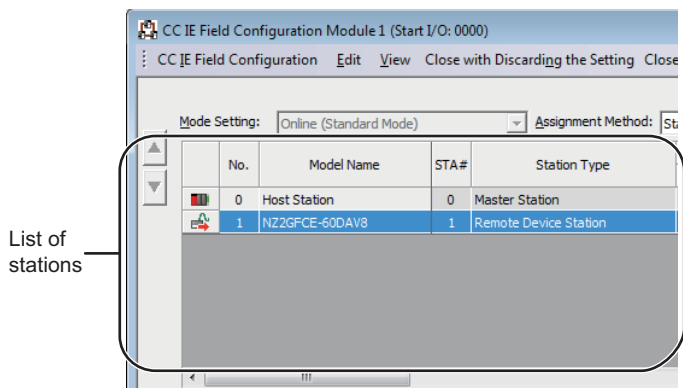 CC IE Field Configuration Module 1 (Start I/O: 0000)
CC IE Field Configuration Edit View Close with Discarding the Setting Close
Mode Setting: Online (Standard Mode) Assignment Method: Sta
No. Model Name STA# Station Type
0 Host Station 0 Master Station
1 NZ2GFCE-60DAV8 1 Remote Device Station
List of
stations